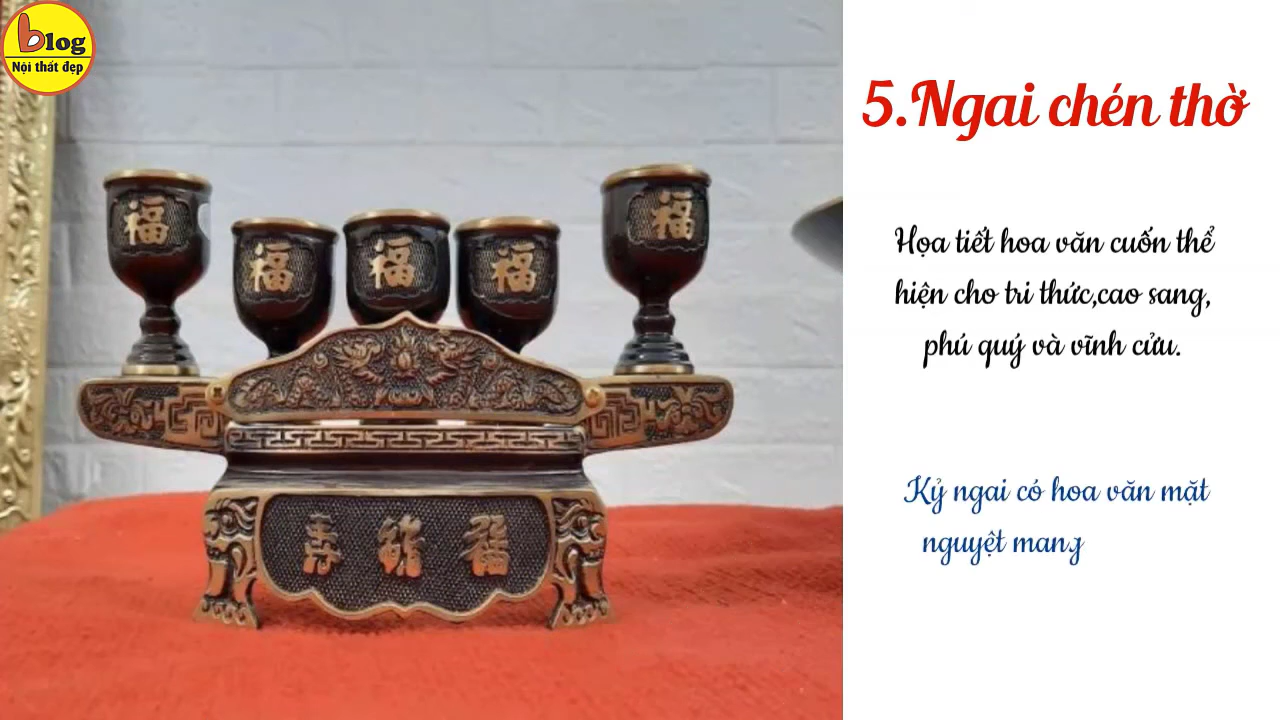 blog
Nội thất đẹp
5.Ngai chén thờ
Họa tiết hoa văn cuốn thể
hiện cho tri thức,cao sang,
phú quý và vĩnh cửu.
Kỷ ngai có hoa văn mặt
nguyệt mang
福 福 福 福 福
壽 祿 福